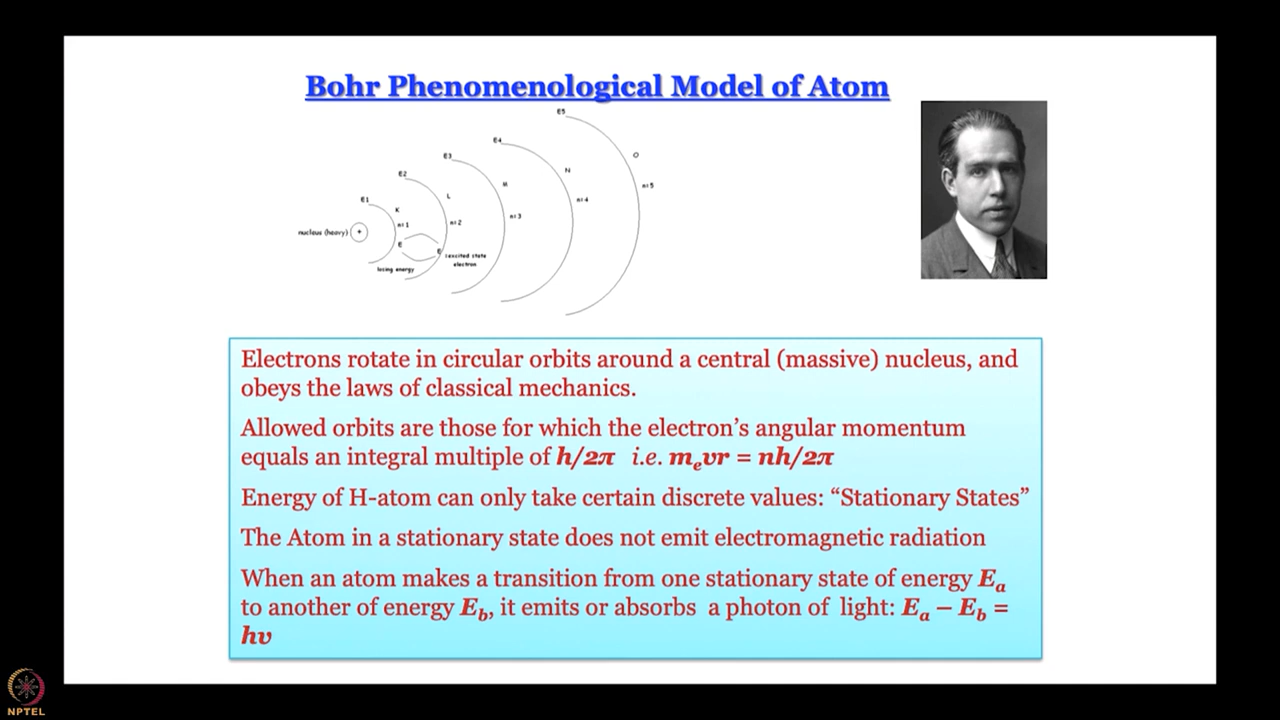 Bohr Phenomenological Model of Atom
E5
E4
O
E3
N
E2
M
n=5
L
E1
n=4
K
n=3
n=2
n=1
nucleus (heavy)
+
E
E
(excited state
electron
losing energy
Electrons rotate in circular orbits around a central (massive) nucleus, and
obeys the laws of classical mechanics.
Allowed orbits are those for which the electron's angular momentum
equals an integral multiple of h/2π i.e. mₑvr = nh/2π
Energy of H-atom can only take certain discrete values: “Stationary States”
The Atom in a stationary state does not emit electromagnetic radiation
When an atom makes a transition from one stationary state of energy Eₐ
to another of energy E_b, it emits or absorbs a photon of light: Eₐ – E_b =
hυ
NPTEL